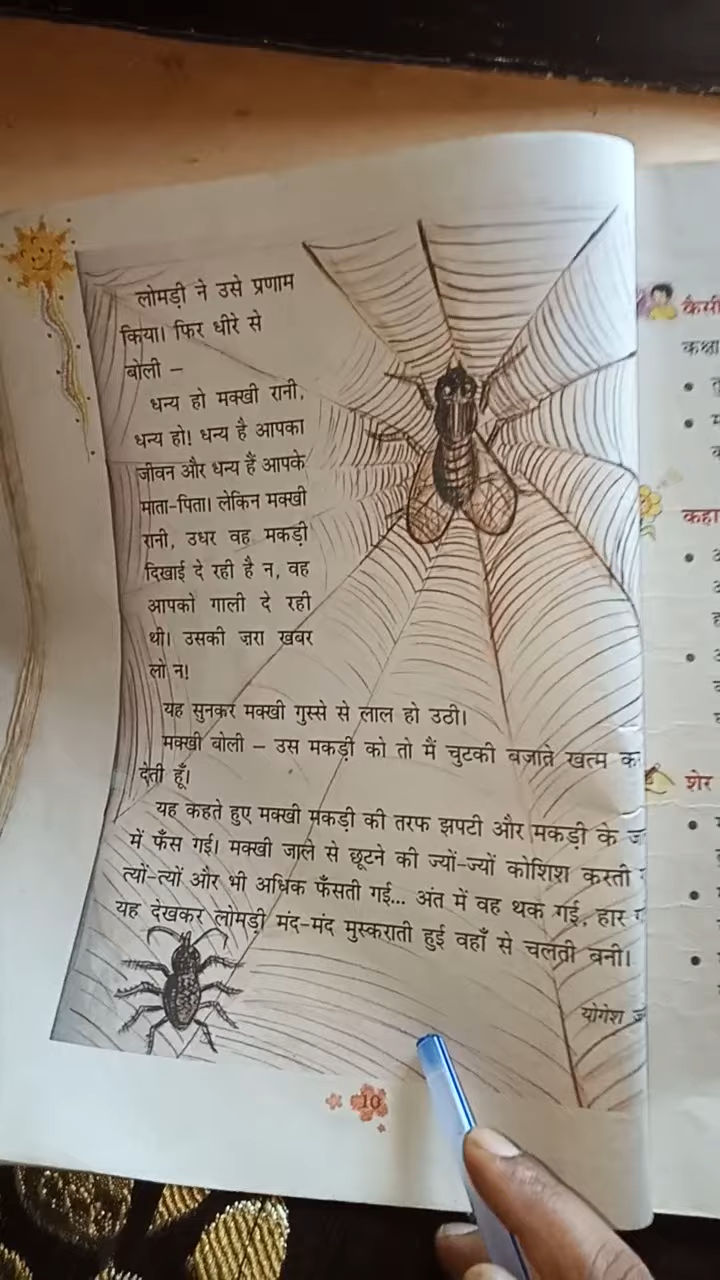 लोमड़ी ने उसे प्रणाम
किया। फिर धीरे से
बोली –
धन्य हो मक्खी रानी,
धन्य हो! धन्य है आपका
जीवन और धन्य हैं आपके
माता-पिता। लेकिन मक्खी
रानी, उधर वह मकड़ी
दिखाई दे रही है न, वह
आपको गाली दे रही
थी। उसकी ज़रा खबर
लो न!
यह सुनकर मक्खी गुस्से से लाल हो उठी।
मक्खी बोली – उस मकड़ी को तो मैं चुटकी बजाते खत्म
देती हूँ।
यह कहते हुए मक्खी मकड़ी की तरफ झपटी और मकड़ी के
में फँस गई। मक्खी जाले से छूटने की ज्यों-ज्यों कोशिश करती
त्यों-त्यों और भी अधिक फँसती गई... अंत में वह थक गई, हार
यह देखकर लोमड़ी मंद-मंद मुस्कराती हुई वहाँ से चलती बनी।
योगेश
10
कक्षा
शेर